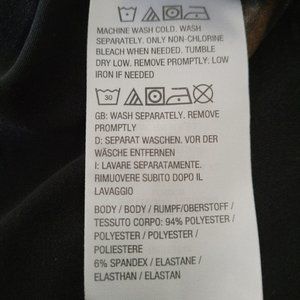 MACHINE WASH COLD. WASH
SEPARATELY. ONLY NON-CHLORINE
BLEACH WHEN NEEDED. TUMBLE
DRY LOW. REMOVE PROMPTLY: LOW
IRON IF NEEDED
30
GB: WASH SEPARATELY. REMOVE
PROMPTLY
D: SEPARAT WASCHEN. VOR DER
WÄSCHE ENTFERNEN
I: LAVARE SEPARATAMENTE.
RIMUOVERE SUBITO DOPO IL
LAVAGGIO
BODY / BODY / RUMPF/OBERSTOFF /
TESSUTO CORPO: 94% POLYESTER /
POLYESTER / POLYESTER /
POLIESTERE
6% SPANDEX / ELASTANE /
ELASTHAN / ELASTAN